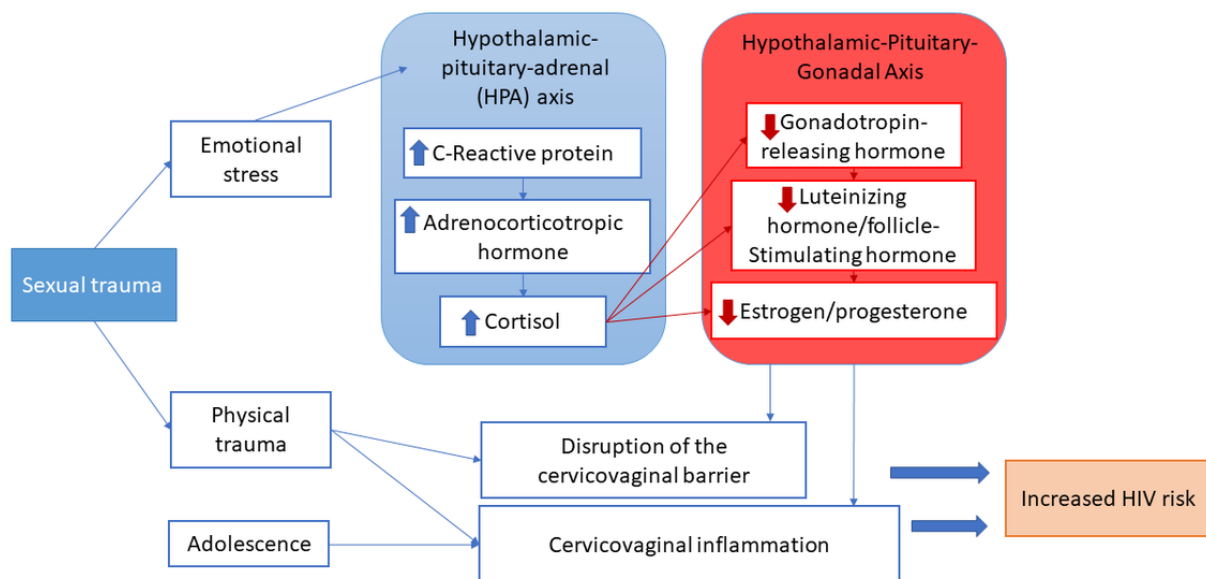 Hypothalamic-
pituitary-adrenal
(HPA) axis
C-Reactive protein
Adrenocorticotropic
hormone
Cortisol
Hypothalamic-Pituitary-
Gonadal Axis
Gonadotropin-
releasing hormone
Luteinizing
hormone/follicle-
Stimulating hormone
Estrogen/progesterone
Emotional
stress
Sexual trauma
Physical
trauma
Adolescence
Disruption of the
cervicovaginal barrier
Cervicovaginal inflammation
Increased HIV risk